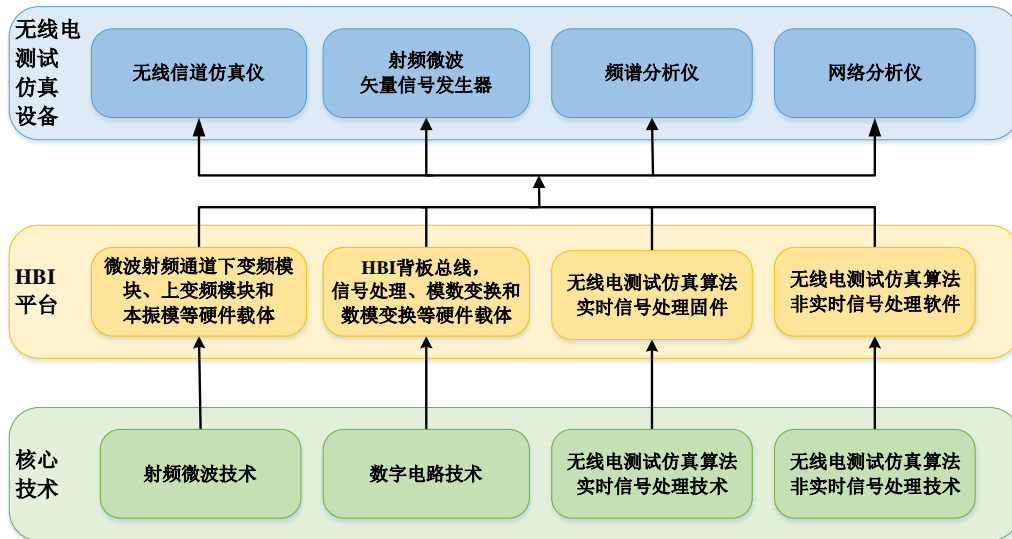 无线电
测试
仿真
设备
无线信道仿真仪
射频微波
矢量信号发生器
频谱分析仪
网络分析仪
HBI
平台
微波射频通道下变频模
块、上变频模块和
本振模等硬件载体
HBI背板总线，
信号处理、模数变换和
数模变换等硬件载体
无线电测试仿真算法
实时信号处理固件
无线电测试仿真算法
非实时信号处理软件
核心
技术
射频微波技术
数字电路技术
无线电测试仿真算法
实时信号处理技术
无线电测试仿真算法
非实时信号处理技术